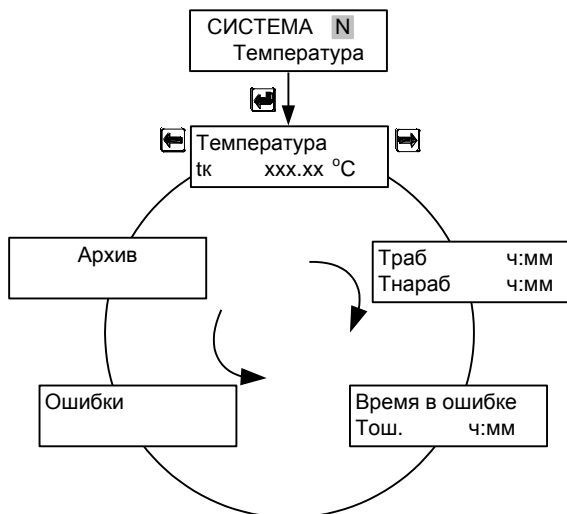 СИСТЕМА N
Температура
Температура
tк xxx.xx °С
Архив
Траб ч:мм
Тнараб ч:мм
Ошибки
Время в ошибке
Тош. ч:мм